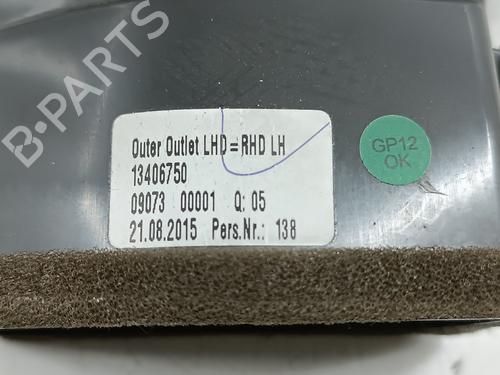 Outer Outlet LHD=RHD LH
13406750
09073 00001 Q: 05
21.08.2015 Pers.Nr.: 138
GP12
OK
B-PARTS